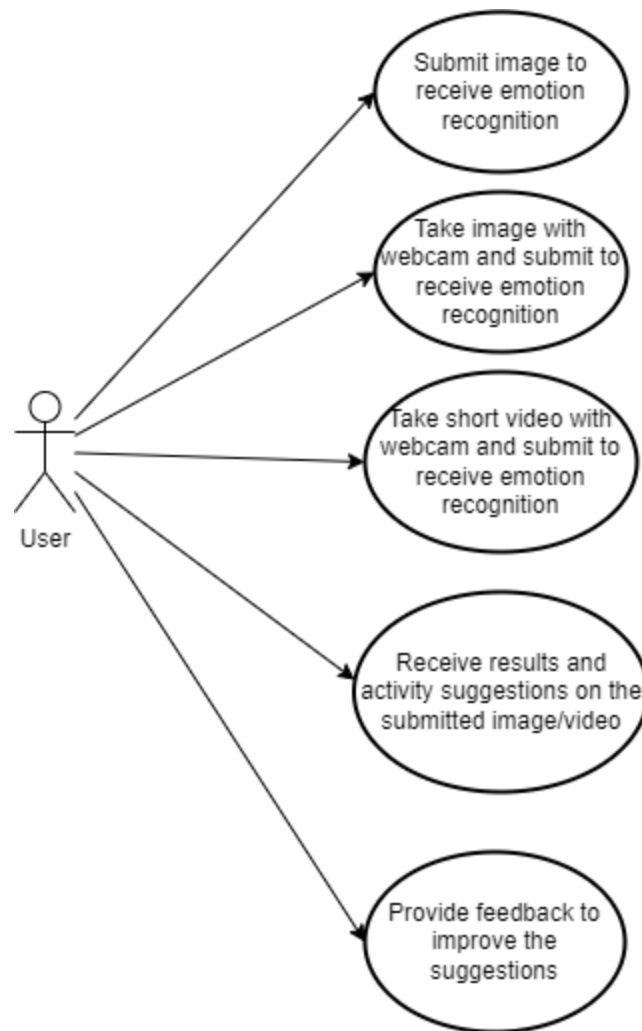 Submit image to
receive emotion
recognition
Take image with
webcam and submit to
receive emotion
recognition
Take short video with
webcam and submit to
receive emotion
recognition
User
Receive results and
activity suggestions on the
submitted image/video
Provide feedback to
improve the
suggestions